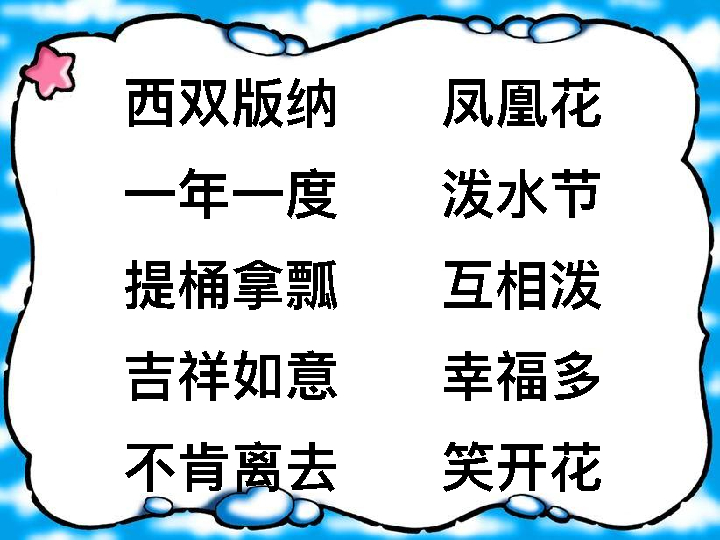 西双版纳 凤凰花
一年一度 泼水节
提桶拿瓢 互相泼
吉祥如意 幸福多
不肯离去 笑开花